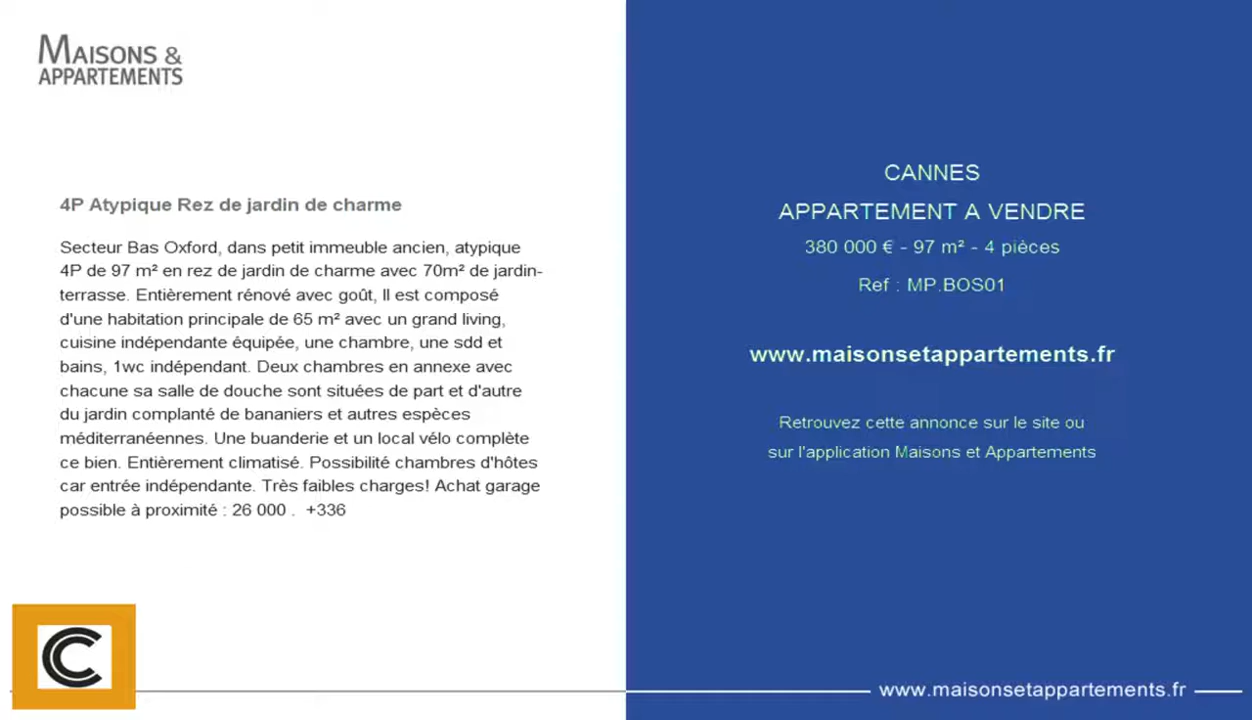 MAISONS &
APPARTEMENTS
4P Atypique Rez de jardin de charme
Secteur Bas Oxford, dans petit immeuble ancien, atypique
4P de 97 m² en rez de jardin de charme avec 70m² de jardin-
terrasse. Entièrement rénové avec goût, Il est composé
d'une habitation principale de 65 m² avec un grand living,
cuisine indépendante équipée, une chambre, une sdd et
bains, 1wc indépendant. Deux chambres en annexe avec
chacune sa salle de douche sont situées de part et d'autre
du jardin complanté de bananiers et autres espèces
méditerranéennes. Une buanderie et un local vélo complète
ce bien. Entièrement climatisé. Possibilité chambres d'hôtes
car entrée indépendante. Très faibles charges! Achat garage
possible à proximité : 26 000 . +336
C
CANNES
APPARTEMENT A VENDRE
380 000 € - 97 m² - 4 pièces
Ref : MP.BOS01
www.maisonsetappartements.fr
Retrouvez cette annonce sur le site ou
sur l'application Maisons et Appartements
www.maisonsetappartements.fr